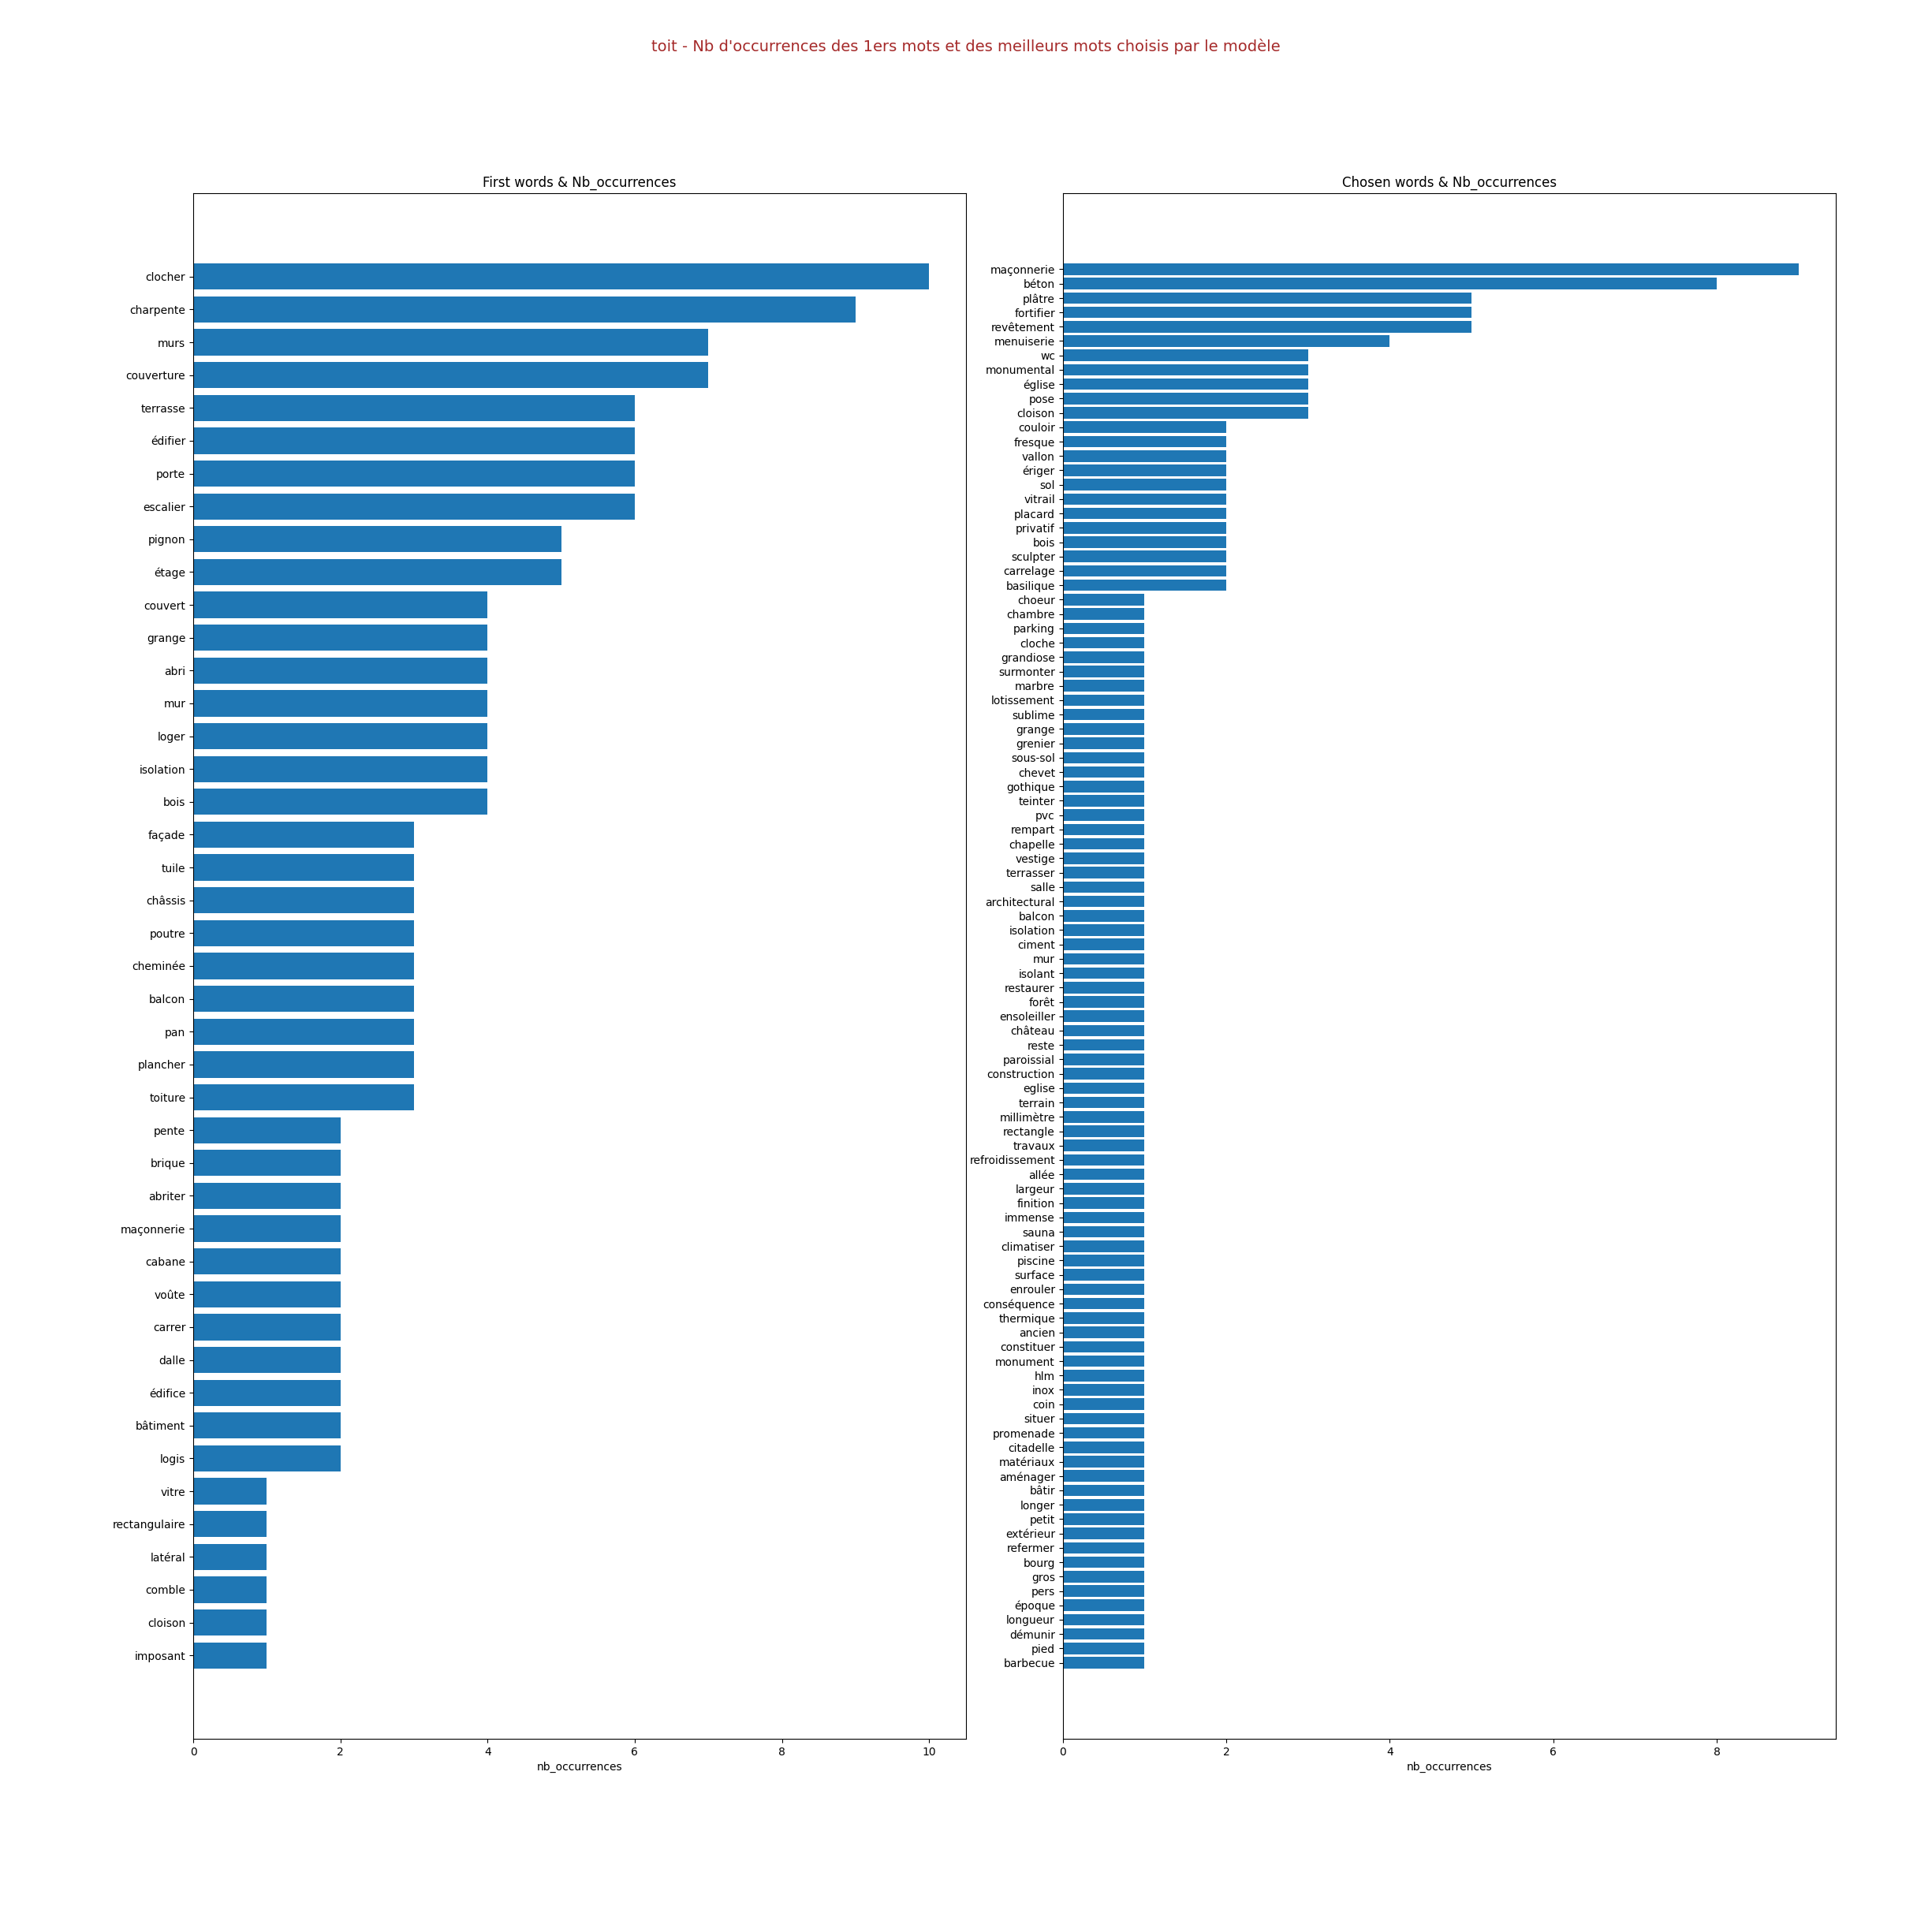 toit - Nb d'occurrences des 1ers mots et des meilleurs mots choisis par le modèle
First words & Nb_occurrences
clocher
charpente
murs
couverture
terrasse
édifier
porte
escalier
pignon
étage
couvert
grange
abri
mur
loger
isolation
bois
façade
tuile
châssis
poutre
cheminée
balcon
pan
plancher
toiture
pente
brique
abriter
maçonnerie
cabane
voûte
carrer
dalle
édifice
bâtiment
logis
vitre
rectangulaire
latéral
comble
cloison
imposant
0 2 4 6 8 10
nb_occurrences
Chosen words & Nb_occurrences
maçonnerie
béton
plâtre
fortifier
revêtement
menuiserie
wc
monumental
église
pose
cloison
couloir
fresque
vallon
ériger
sol
vitrail
placard
privatif
bois
sculpter
carrelage
basilique
choeur
chambre
parking
cloche
grandiose
surmonter
marbre
lotissement
sublime
grange
grenier
sous-sol
chevet
gothique
teinter
pvc
rempart
chapelle
vestige
terrasser
salle
architectural
balcon
isolation
ciment
mur
isolant
restaurer
forêt
ensoleiller
château
reste
paroissial
construction
eglise
terrain
millimètre
rectangle
travaux
refroidissement
allée
largeur
finition
immense
sauna
climatiser
piscine
surface
enrouler
conséquence
thermique
ancien
constituer
monument
hlm
inox
coin
situer
promenade
citadelle
matériaux
aménager
bâtir
longer
petit
extérieur
refermer
bourg
gros
pers
époque
longueur
démunir
pied
barbecue
0 2 4 6 8
nb_occurrences